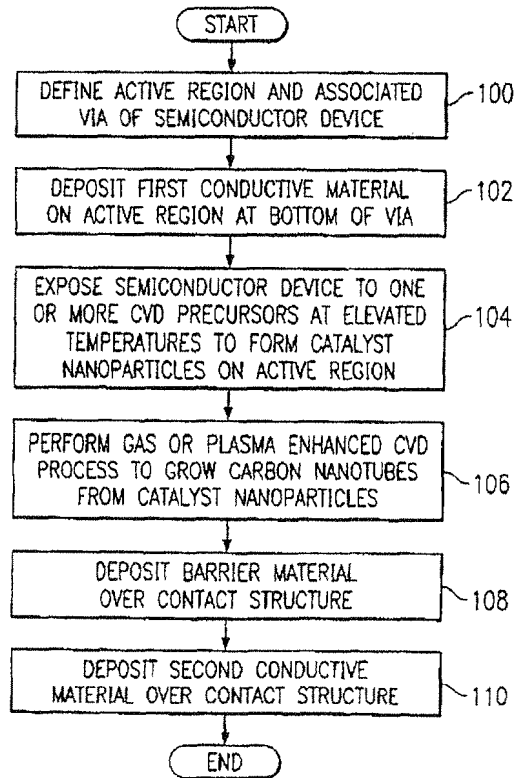 START
DEFINE ACTIVE REGION AND ASSOCIATED
VIA OF SEMICONDUCTOR DEVICE
100
DEPOSIT FIRST CONDUCTIVE MATERIAL
ON ACTIVE REGION AT BOTTOM OF VIA
102
EXPOSE SEMICONDUCTOR DEVICE TO ONE
OR MORE CVD PRECURSORS AT ELEVATED
TEMPERATURES TO FORM CATALYST
NANOPARTICLES ON ACTIVE REGION
104
PERFORM GAS OR PLASMA ENHANCED CVD
PROCESS TO GROW CARBON NANOTUBES
FROM CATALYST NANOPARTICLES
106
DEPOSIT BARRIER MATERIAL
OVER CONTACT STRUCTURE
108
DEPOSIT SECOND CONDUCTIVE
MATERIAL OVER CONTACT STRUCTURE
110
END